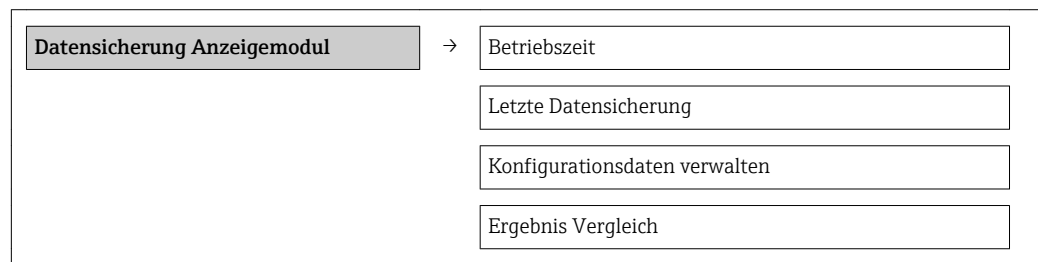 Datensicherung Anzeigemodul → Betriebszeit
Letzte Datensicherung
Konfigurationsdaten verwalten
Ergebnis Vergleich